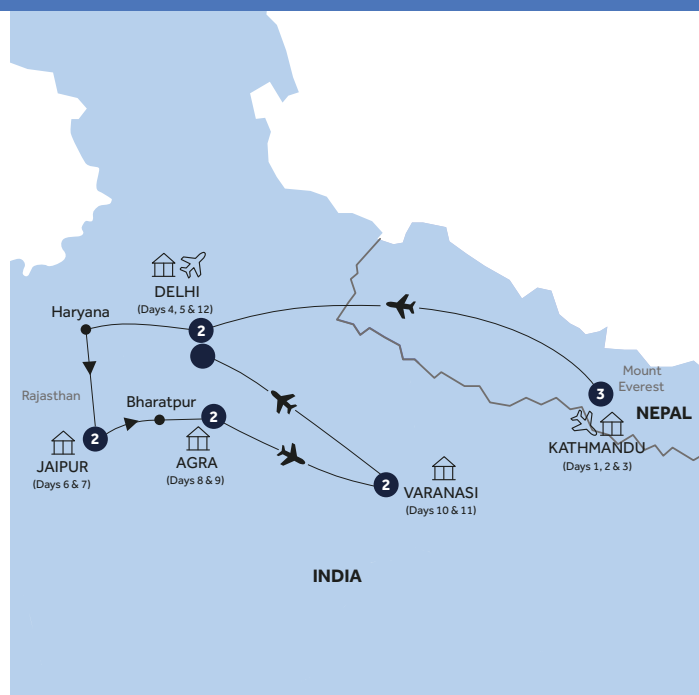 DELHI
(Days 4, 5 & 12)
Haryana
2
Mount
Everest
3
NEPAL
Rajasthan
Bharatpur
2
2
KATHMANDU
(Days 1, 2 & 3)
JAIPUR
(Days 6 & 7)
AGRA
(Days 8 & 9)
2
VARANASI
(Days 10 & 11)
INDIA